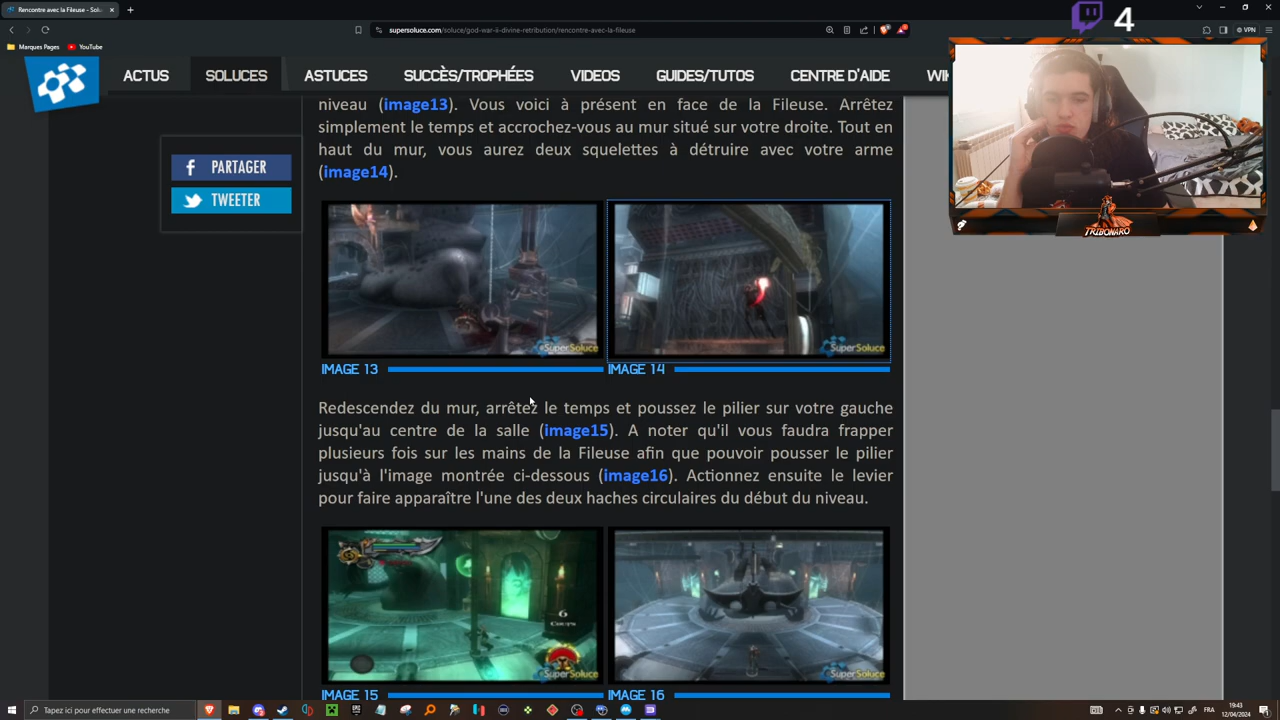 Rencontre avec la Fileuse - Solu
4
supersoluce.com/soluce/god-war-ii-divine-retribution/rencontre-avec-la-fileuse
VPN
Marques Pages YouTube
ACTUS SOLUCES ASTUCES SUCCÈS/TROPHÉES VIDEOS GUIDES/TUTOS CENTRE D'AIDE WIK
PARTAGER
TWEETER
niveau (image13). Vous voici à présent en face de la Fileuse. Arrêtez
simplement le temps et accrochez-vous au mur situé sur votre droite. Tout en
haut du mur, vous aurez deux squelettes à détruire avec votre arme
(image14).
TRIBONARO
SuperSoluce
SuperSoluce
IMAGE 13 IMAGE 14
Redescendez du mur, arrêtez le temps et poussez le pilier sur votre gauche
jusqu'au centre de la salle (image15). A noter qu'il vous faudra frapper
plusieurs fois sur les mains de la Fileuse afin que pouvoir pousser le pilier
jusqu'à l'image montrée ci-dessous (image16). Actionnez ensuite le levier
pour faire apparaître l'une des deux haches circulaires du début du niveau.
6
Coups
SuperSoluce
SuperSoluce
IMAGE 15 IMAGE 16
Tapez ici pour effectuer une recherche
FRA
19:43
12/04/2024